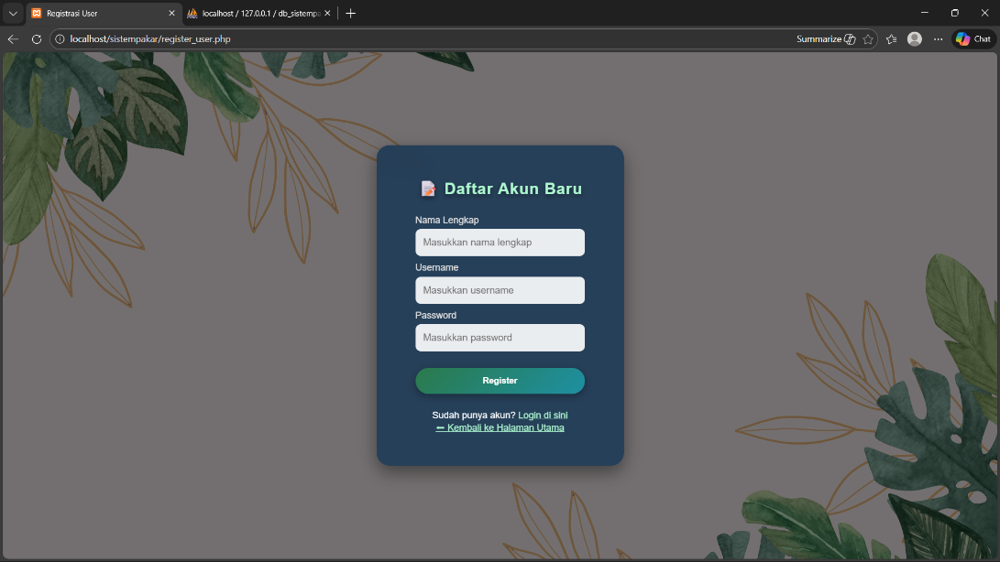 Registrasi User
localhost / 127.0.0.1 / db_sistempa
localhost/sistempakar/register_user.php
Summarize
Chat
Daftar Akun Baru
Nama Lengkap
Masukkan nama lengkap
Username
Masukkan username
Password
Masukkan password
Register
Sudah punya akun? Login di sini
← Kembali ke Halaman Utama